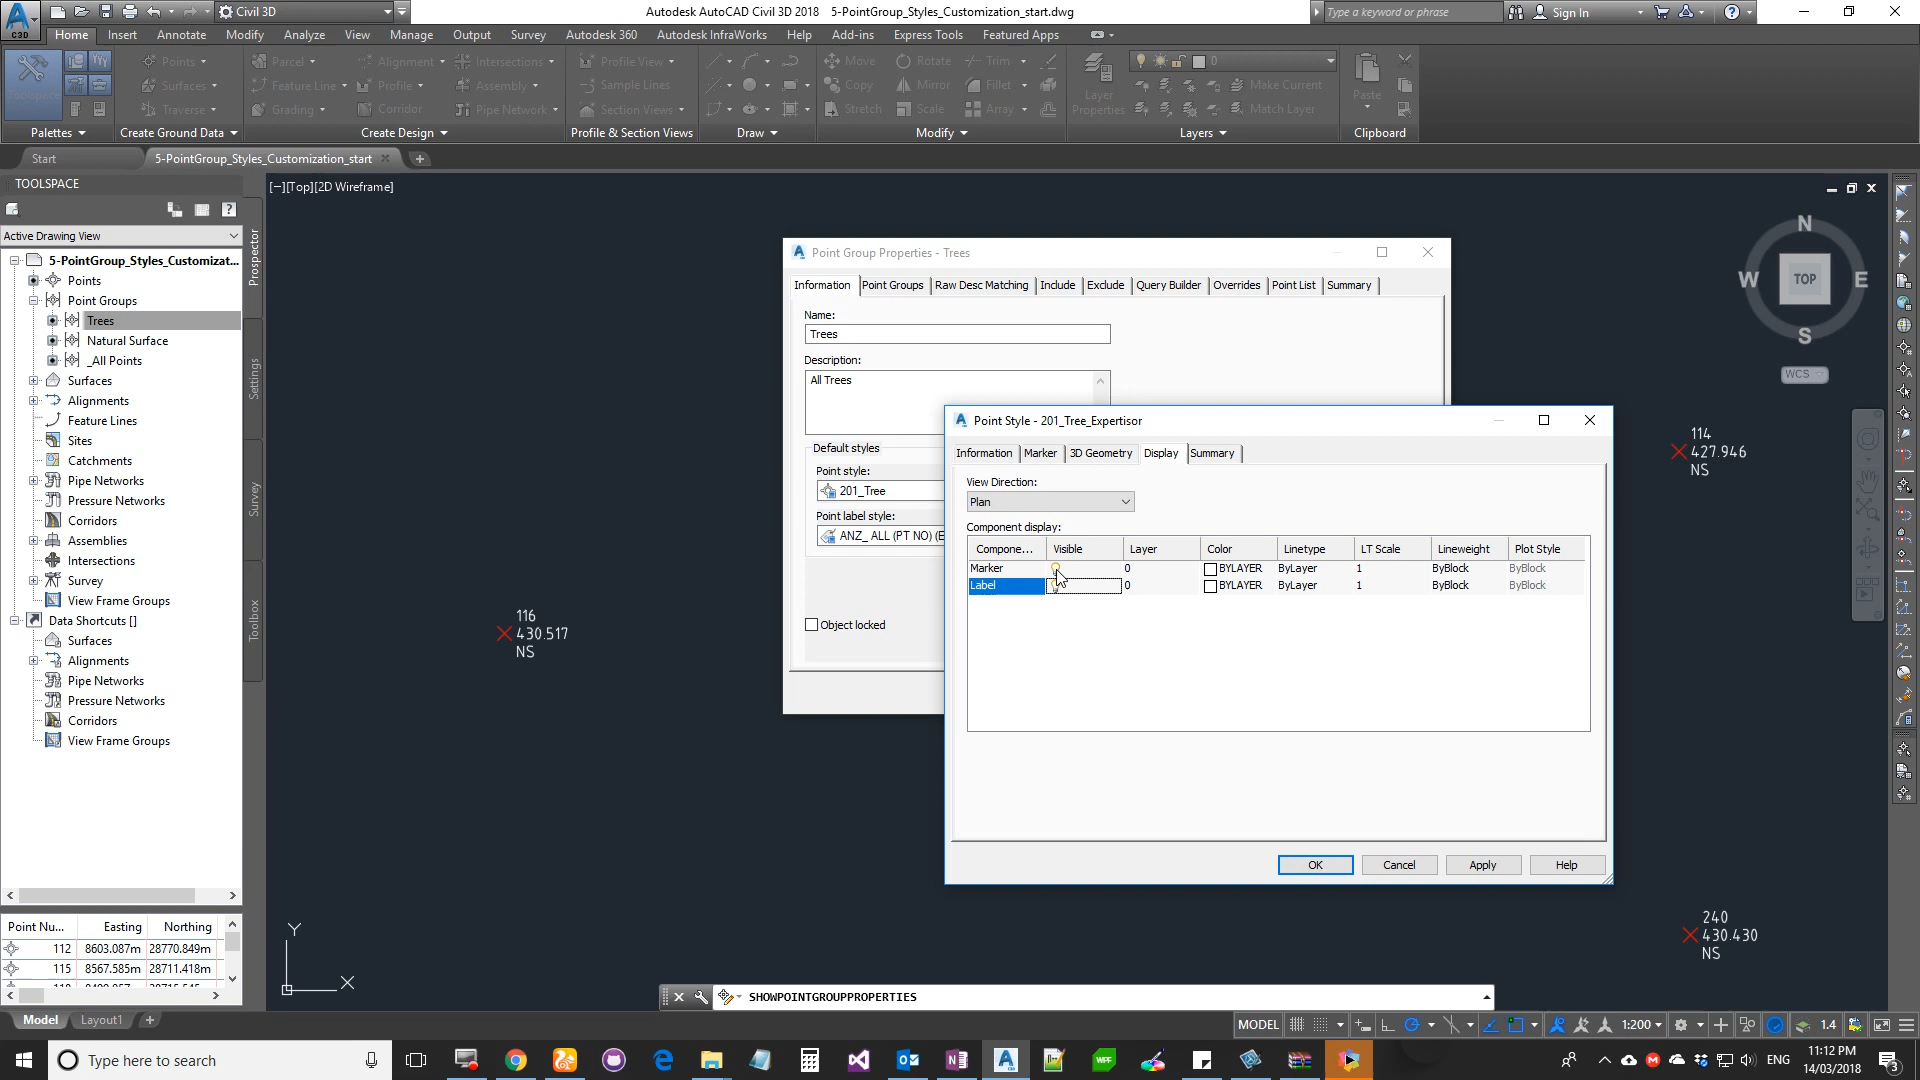 Civil 3D
Autodesk AutoCAD Civil 3D 2018 5-PointGroup_Styles_Customization_start.dwg
Type a keyword or phrase
Sign In
C3D
Home Insert Annotate Modify Analyze View Manage Output Survey Autodesk 360 Autodesk InfraWorks Help Add-ins Express Tools Featured Apps
Toolspace
Points
Surfaces
Traverse
Parcel
Feature Line
Grading
Alignment
Profile
Corridor
Intersections
Assembly
Pipe Network
Profile View
Sample Lines
Section Views
Move
Copy
Stretch
Rotate
Mirror
Scale
Trim
Fillet
Array
Layer
Properties
0
Make Current
Match Layer
Paste
Palettes Create Ground Data Create Design Profile & Section Views Draw Modify Layers Clipboard
Start
5-PointGroup_Styles_Customization_start
TOOLSPACE
Active Drawing View
5-PointGroup_Styles_Customizat...
Points
Point Groups
Trees
Natural Surface
_All Points
Surfaces
Alignments
Feature Lines
Sites
Catchments
Pipe Networks
Pressure Networks
Corridors
Assemblies
Intersections
Survey
View Frame Groups
Data Shortcuts []
Surfaces
Alignments
Pipe Networks
Pressure Networks
Corridors
View Frame Groups
Prospector
Settings
Survey
Toolbox
Point Nu... Easting Northing
112 8603.087m 28770.849m
115 8567.585m 28711.418m
[−][Top][2D Wireframe]
N
W
TOP
E
S
WCS
114
427.946
NS
116
430.517
NS
240
430.430
NS
Y
X
Point Group Properties - Trees
Information Point Groups Raw Desc Matching Include Exclude Query Builder Overrides Point List Summary
Name:
Trees
Description:
All Trees
Default styles
Point style:
201_Tree
Point label style:
ANZ_ ALL (PT NO) (E
Object locked
Point Style - 201_Tree_Expertisor
Information Marker 3D Geometry Display Summary
View Direction:
Plan
Component display:
Compone... Visible Layer Color Linetype LT Scale Lineweight Plot Style
Marker 0 BYLAYER ByLayer 1 ByBlock ByBlock
Label 0 BYLAYER ByLayer 1 ByBlock ByBlock
OK Cancel Apply Help
SHOWPOINTGROUPPROPERTIES
Model Layout1
MODEL 1:200 1.4
Type here to search
ENG
11:12 PM
14/03/2018
3